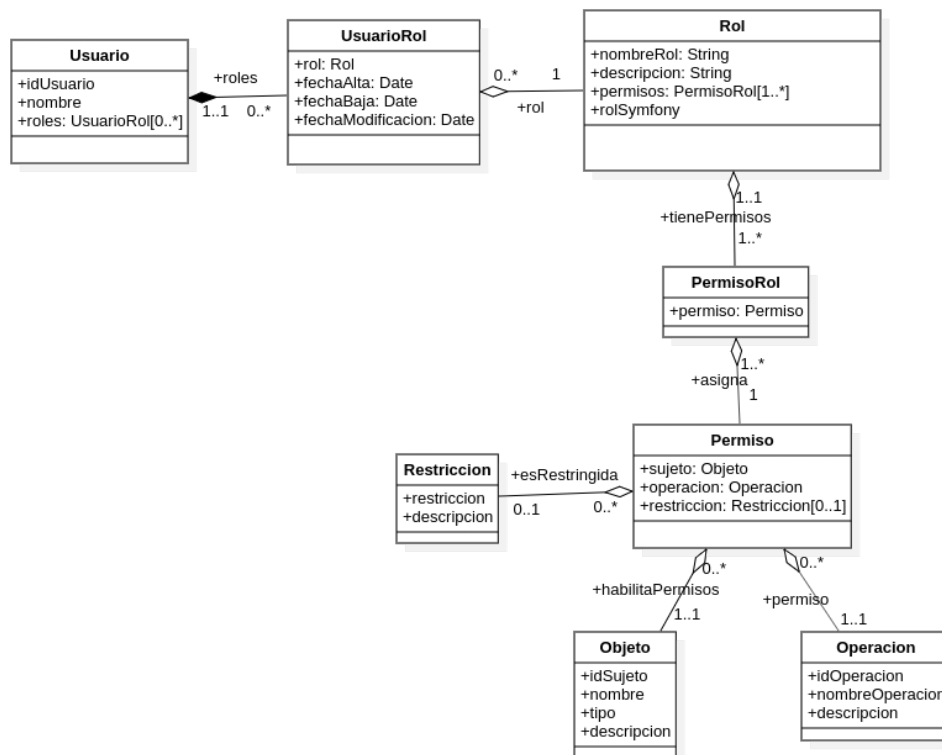 Usuario
+idUsuario
+nombre
+roles: UsuarioRol[0..*]
+roles
1..1
0..*
UsuarioRol
+rol: Rol
+fechaAlta: Date
+fechaBaja: Date
+fechaModificacion: Date
0..*
1
+rol
Rol
+nombreRol: String
+descripcion: String
+permisos: PermisoRol[1..*]
+rolSymfony
1..1
+tienePermisos
1..*
PermisoRol
+permiso: Permiso
1..*
+asigna
1
Permiso
+sujeto: Objeto
+operacion: Operacion
+restriccion: Restriccion[0..1]
Restriccion
+restriccion
+descripcion
+esRestringida
0..1
0..*
0..*
+habilitaPermisos
1..1
0..*
+permiso
1..1
Objeto
+idSujeto
+nombre
+tipo
+descripcion
Operacion
+idOperacion
+nombreOperacion
+descripcion